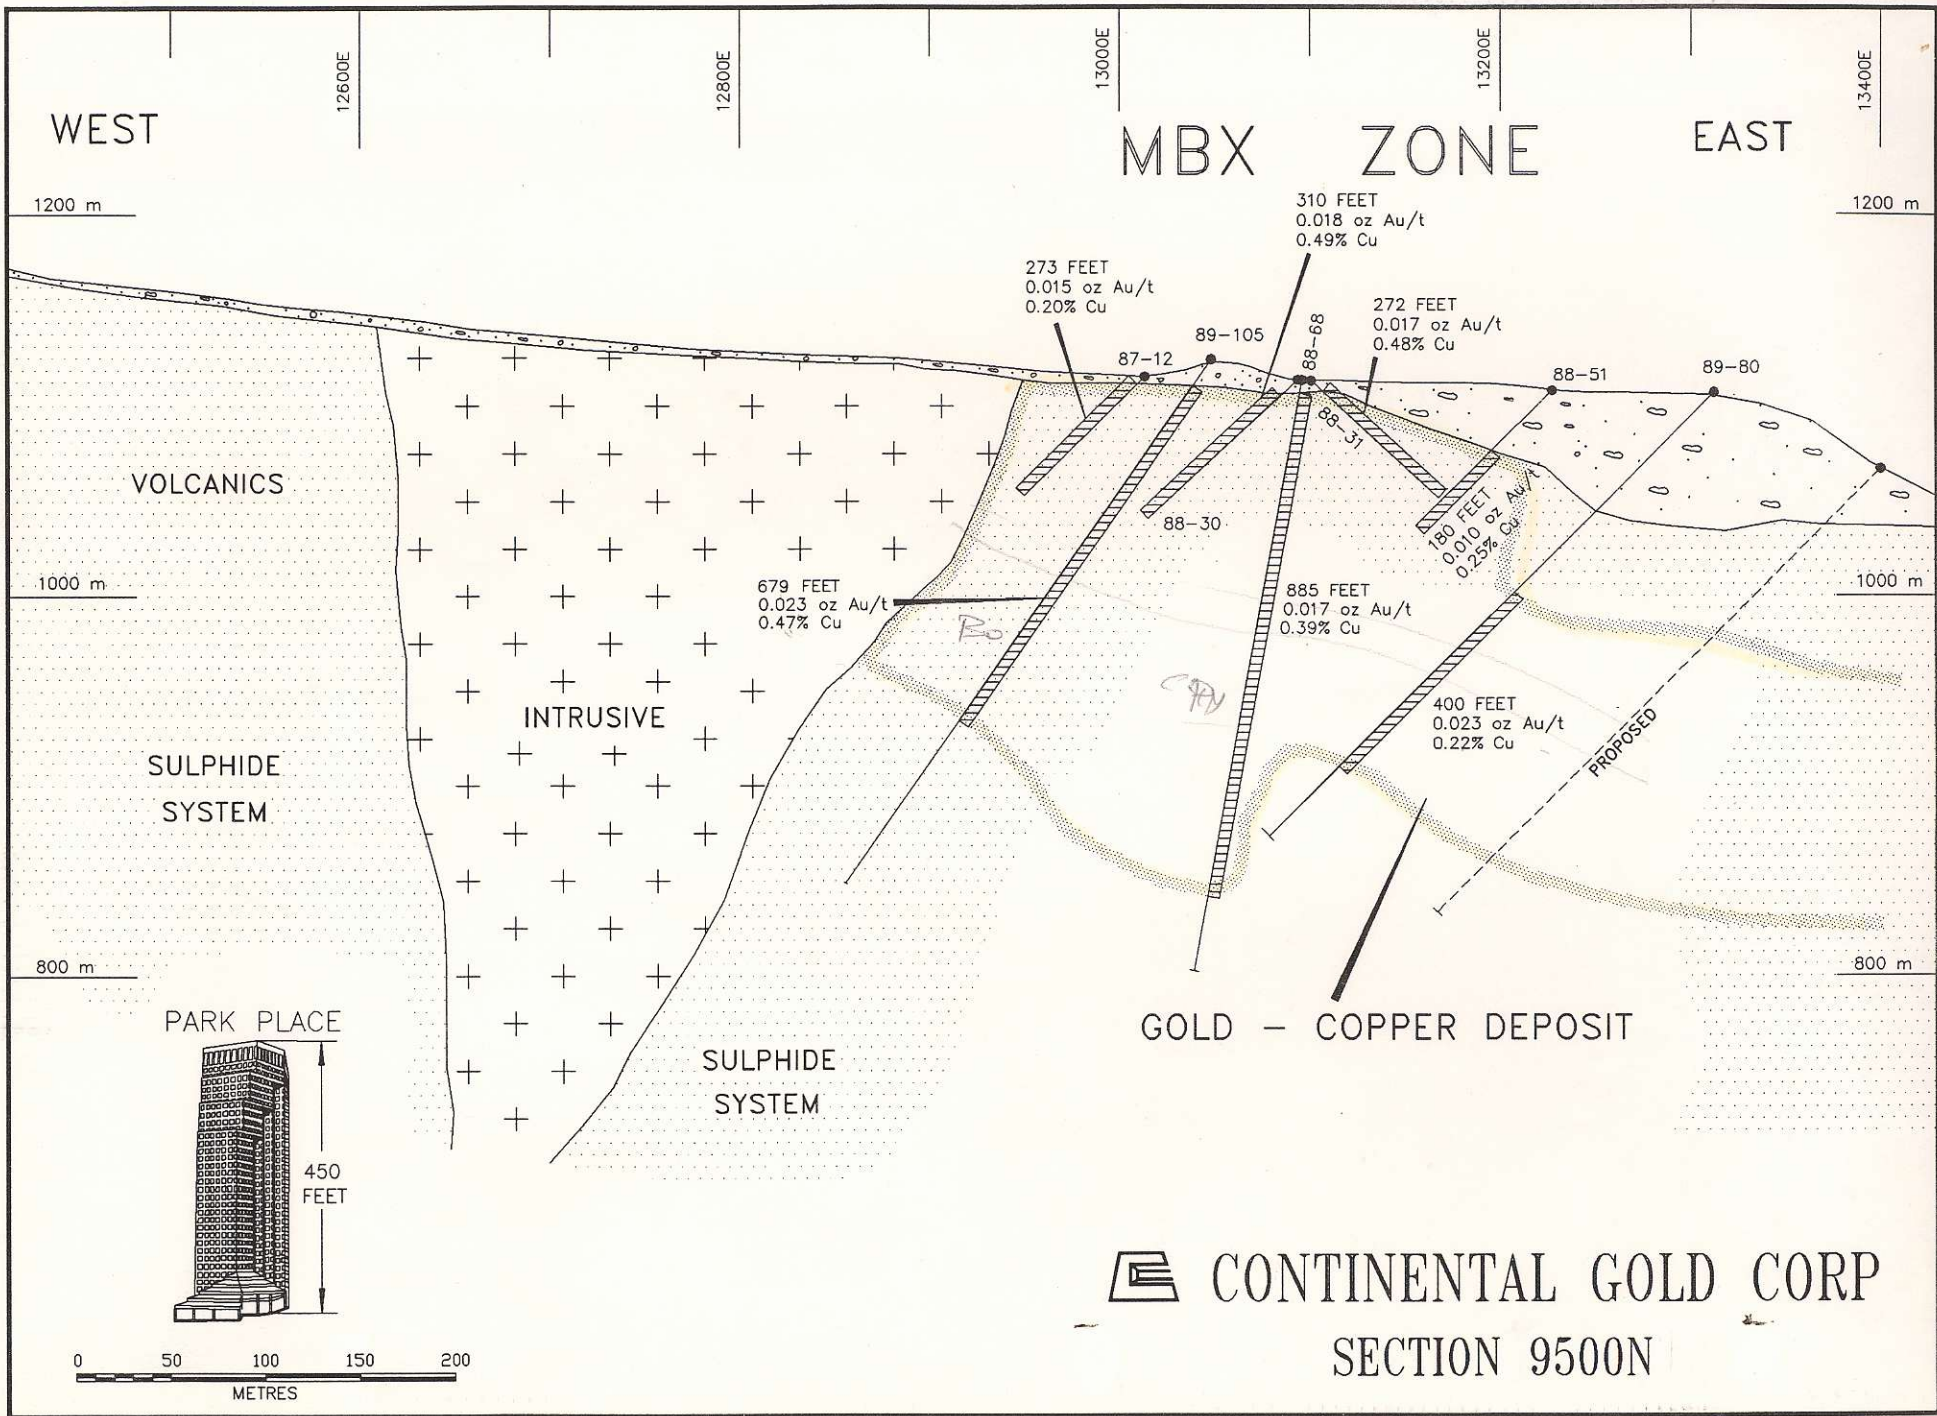 12600E
12800E
13000E
13200E
13400E
WEST
MBX ZONE
EAST
1200 m
1200 m
310 FEET
0.018 oz Au/t
0.49% Cu
273 FEET
0.015 oz Au/t
0.20% Cu
272 FEET
0.017 oz Au/t
0.48% Cu
87-12
89-105
88-68
88-51
89-80
88-31
88-30
VOLCANICS
180 FEET
0.010 oz Au/t
0.25% Cu
1000 m
1000 m
679 FEET
0.023 oz Au/t
0.47% Cu
885 FEET
0.017 oz Au/t
0.39% Cu
INTRUSIVE
400 FEET
0.023 oz Au/t
0.22% Cu
PROPOSED
SULPHIDE
SYSTEM
800 m
800 m
PARK PLACE
450
FEET
GOLD - COPPER DEPOSIT
SULPHIDE
SYSTEM
CONTINENTAL GOLD CORP
SECTION 9500N
0 50 100 150 200
METRES